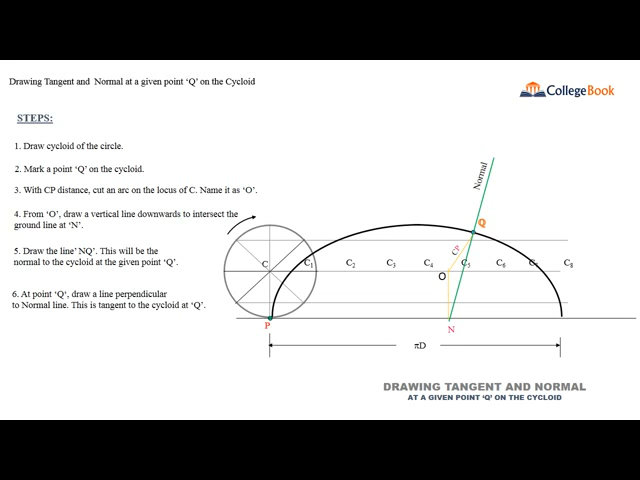 Drawing Tangent and Normal at a given point ‘Q’ on the Cycloid
CollegeBook
STEPS:
1. Draw cycloid of the circle.
2. Mark a point ‘Q’ on the cycloid.
3. With CP distance, cut an arc on the locus of C. Name it as ‘O’.
4. From ‘O’, draw a vertical line downwards to intersect the
ground line at ‘N’.
5. Draw the line’ NQ’. This will be the
normal to the cycloid at the given point ‘Q’.
6. At point ‘Q‘, draw a line perpendicular
to Normal line. This is tangent to the cycloid at ‘Q’.
Normal
Q
CP
C C1 C2 C3 C4 C5 C6 C7 C8
O
P
N
πD
DRAWING TANGENT AND NORMAL
AT A GIVEN POINT ‘Q’ ON THE CYCLOID